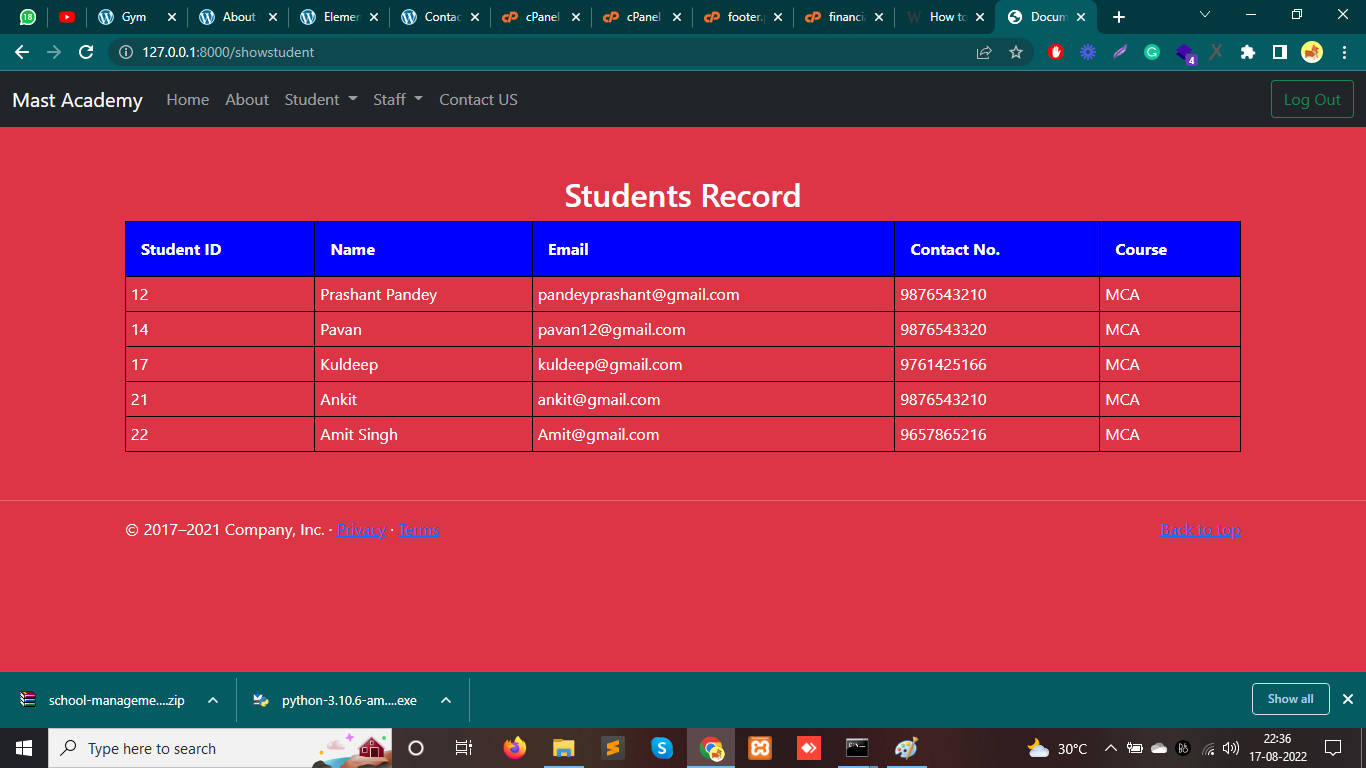 18 Gym About Elemen Contac cPanel cPanel footer. financi How to Docum
127.0.0.1:8000/showstudent 4
Mast Academy Home About Student Staff Contact US Log Out
Students Record
Student ID Name Email Contact No. Course
12 Prashant Pandey pandeyprashant@gmail.com 9876543210 MCA
14 Pavan pavan12@gmail.com 9876543320 MCA
17 Kuldeep kuldeep@gmail.com 9761425166 MCA
21 Ankit ankit@gmail.com 9876543210 MCA
22 Amit Singh Amit@gmail.com 9657865216 MCA
© 2017–2021 Company, Inc. · Privacy · Terms Back to top
school-manageme....zip python-3.10.6-am....exe Show all
Type here to search 30°C 22:36
17-08-2022